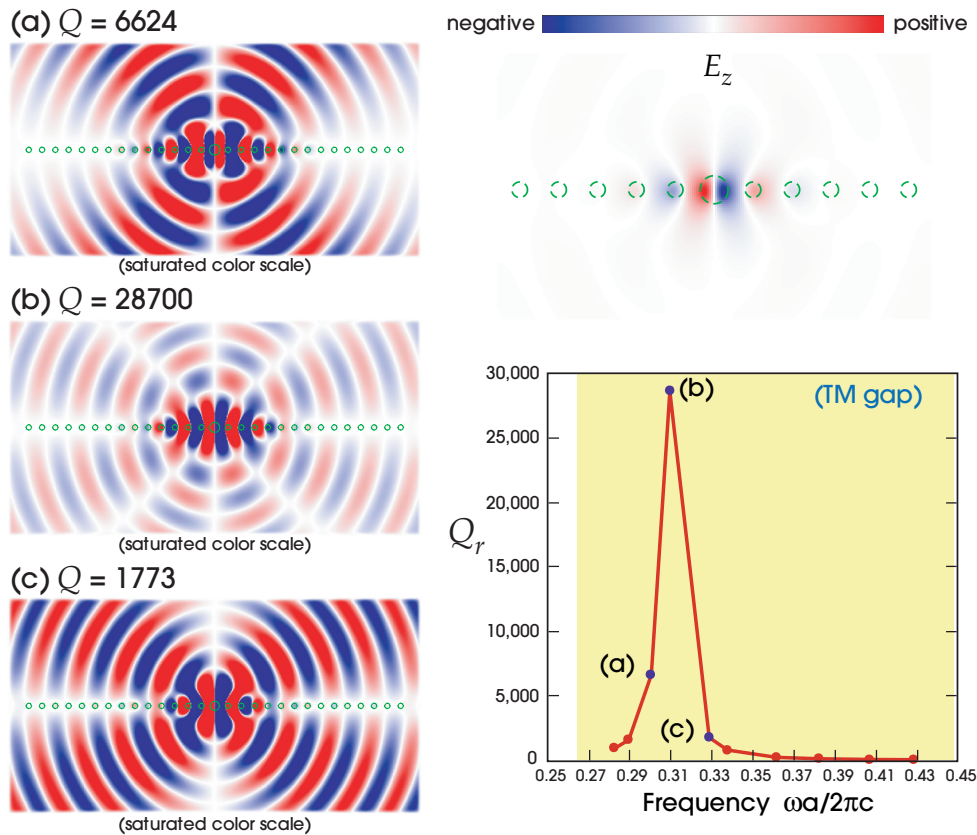 (a) Q = 6624
(saturated color scale)
(b) Q = 28700
(saturated color scale)
(c) Q = 1773
(saturated color scale)
negative positive
E_z
30,000
25,000
20,000
15,000
10,000
5,000
0
Q_r
(TM gap)
(b)
(a)
(c)
0.25 0.27 0.29 0.31 0.33 0.35 0.37 0.39 0.41 0.43 0.45
Frequency ωa/2πc